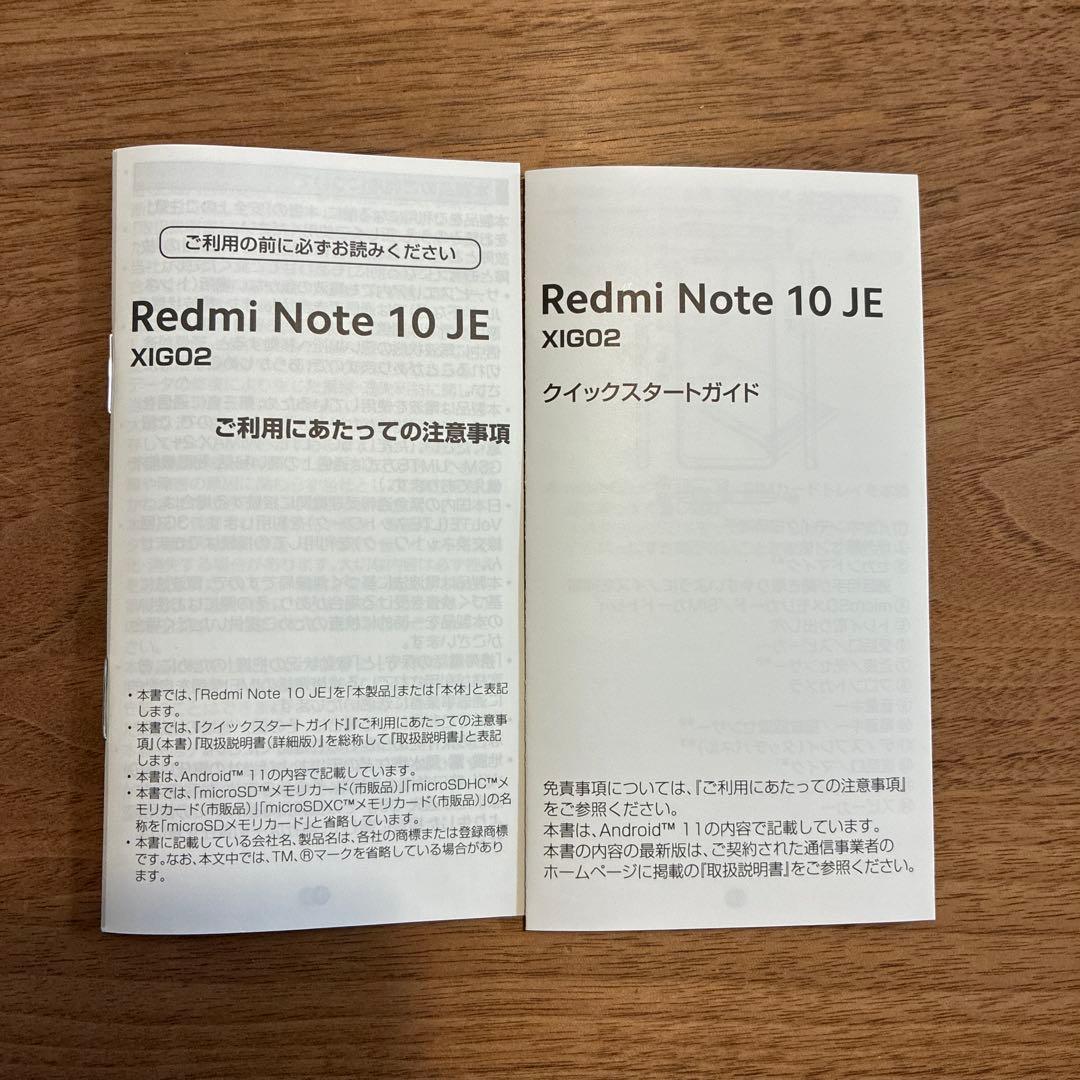 ご利用の前に必ずお読みください
Redmi Note 10 JE
XIG02
ご利用にあたっての注意事項
・本書では、「Redmi Note 10 JE」を「本製品」または「本体」と表記
します。
・本書では、『クイックスタートガイド』『ご利用にあたっての注意事
項』（本書）『取扱説明書（詳細版）』を総称して『取扱説明書』と表記
します。
・本書は、Android™ 11の内容で記載しています。
・本書では、「microSD™メモリカード（市販品）」「microSDHC™メ
モリカード（市販品）」「microSDXC™メモリカード（市販品）」の名
称を「microSDメモリカード」と省略しています。
・本書に記載している会社名、製品名は、各社の商標または登録商標
です。なお、本文中では、TM、®マークを省略している場合があり
ます。
Redmi Note 10 JE
XIG02
クイックスタートガイド
免責事項については、『ご利用にあたっての注意事項』
をご参照ください。
本書は、Android™ 11の内容で記載しています。
本書の内容の最新版は、ご契約された通信事業者の
ホームページに掲載の『取扱説明書』をご参照ください。